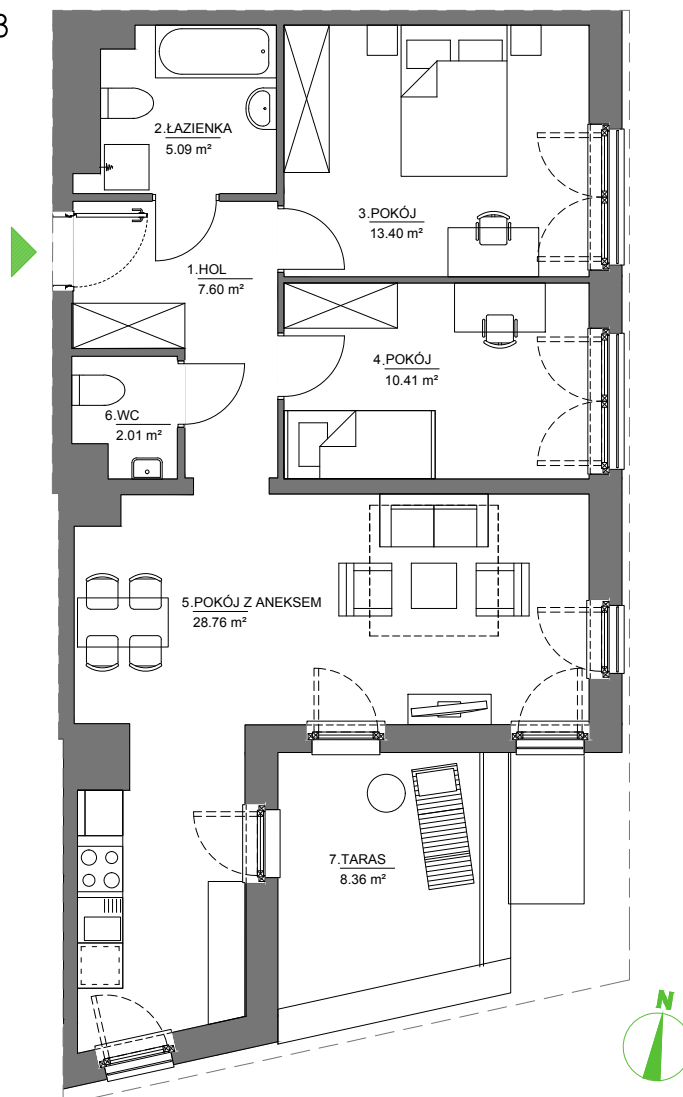 3
2.ŁAZIENKA
5.09 m²
3.POKÓJ
13.40 m²
1.HOL
7.60 m²
4.POKÓJ
10.41 m²
6.WC
2.01 m²
5.POKÓJ Z ANEKSEM
28.76 m²
7.TARAS
8.36 m²
N